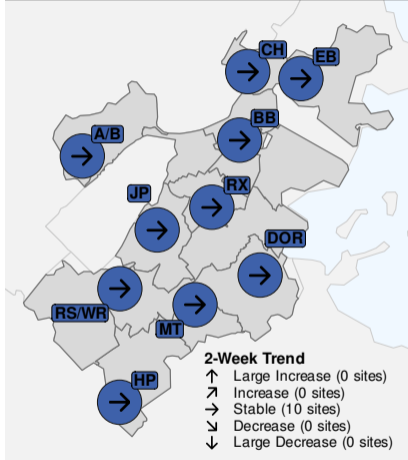 CH
EB
BB
A/B
JP
RX
DOR
RS/WR
MT
HP
2-Week Trend
↑ Large Increase (0 sites)
↗ Increase (0 sites)
→ Stable (10 sites)
↘ Decrease (0 sites)
↓ Large Decrease (0 sites)